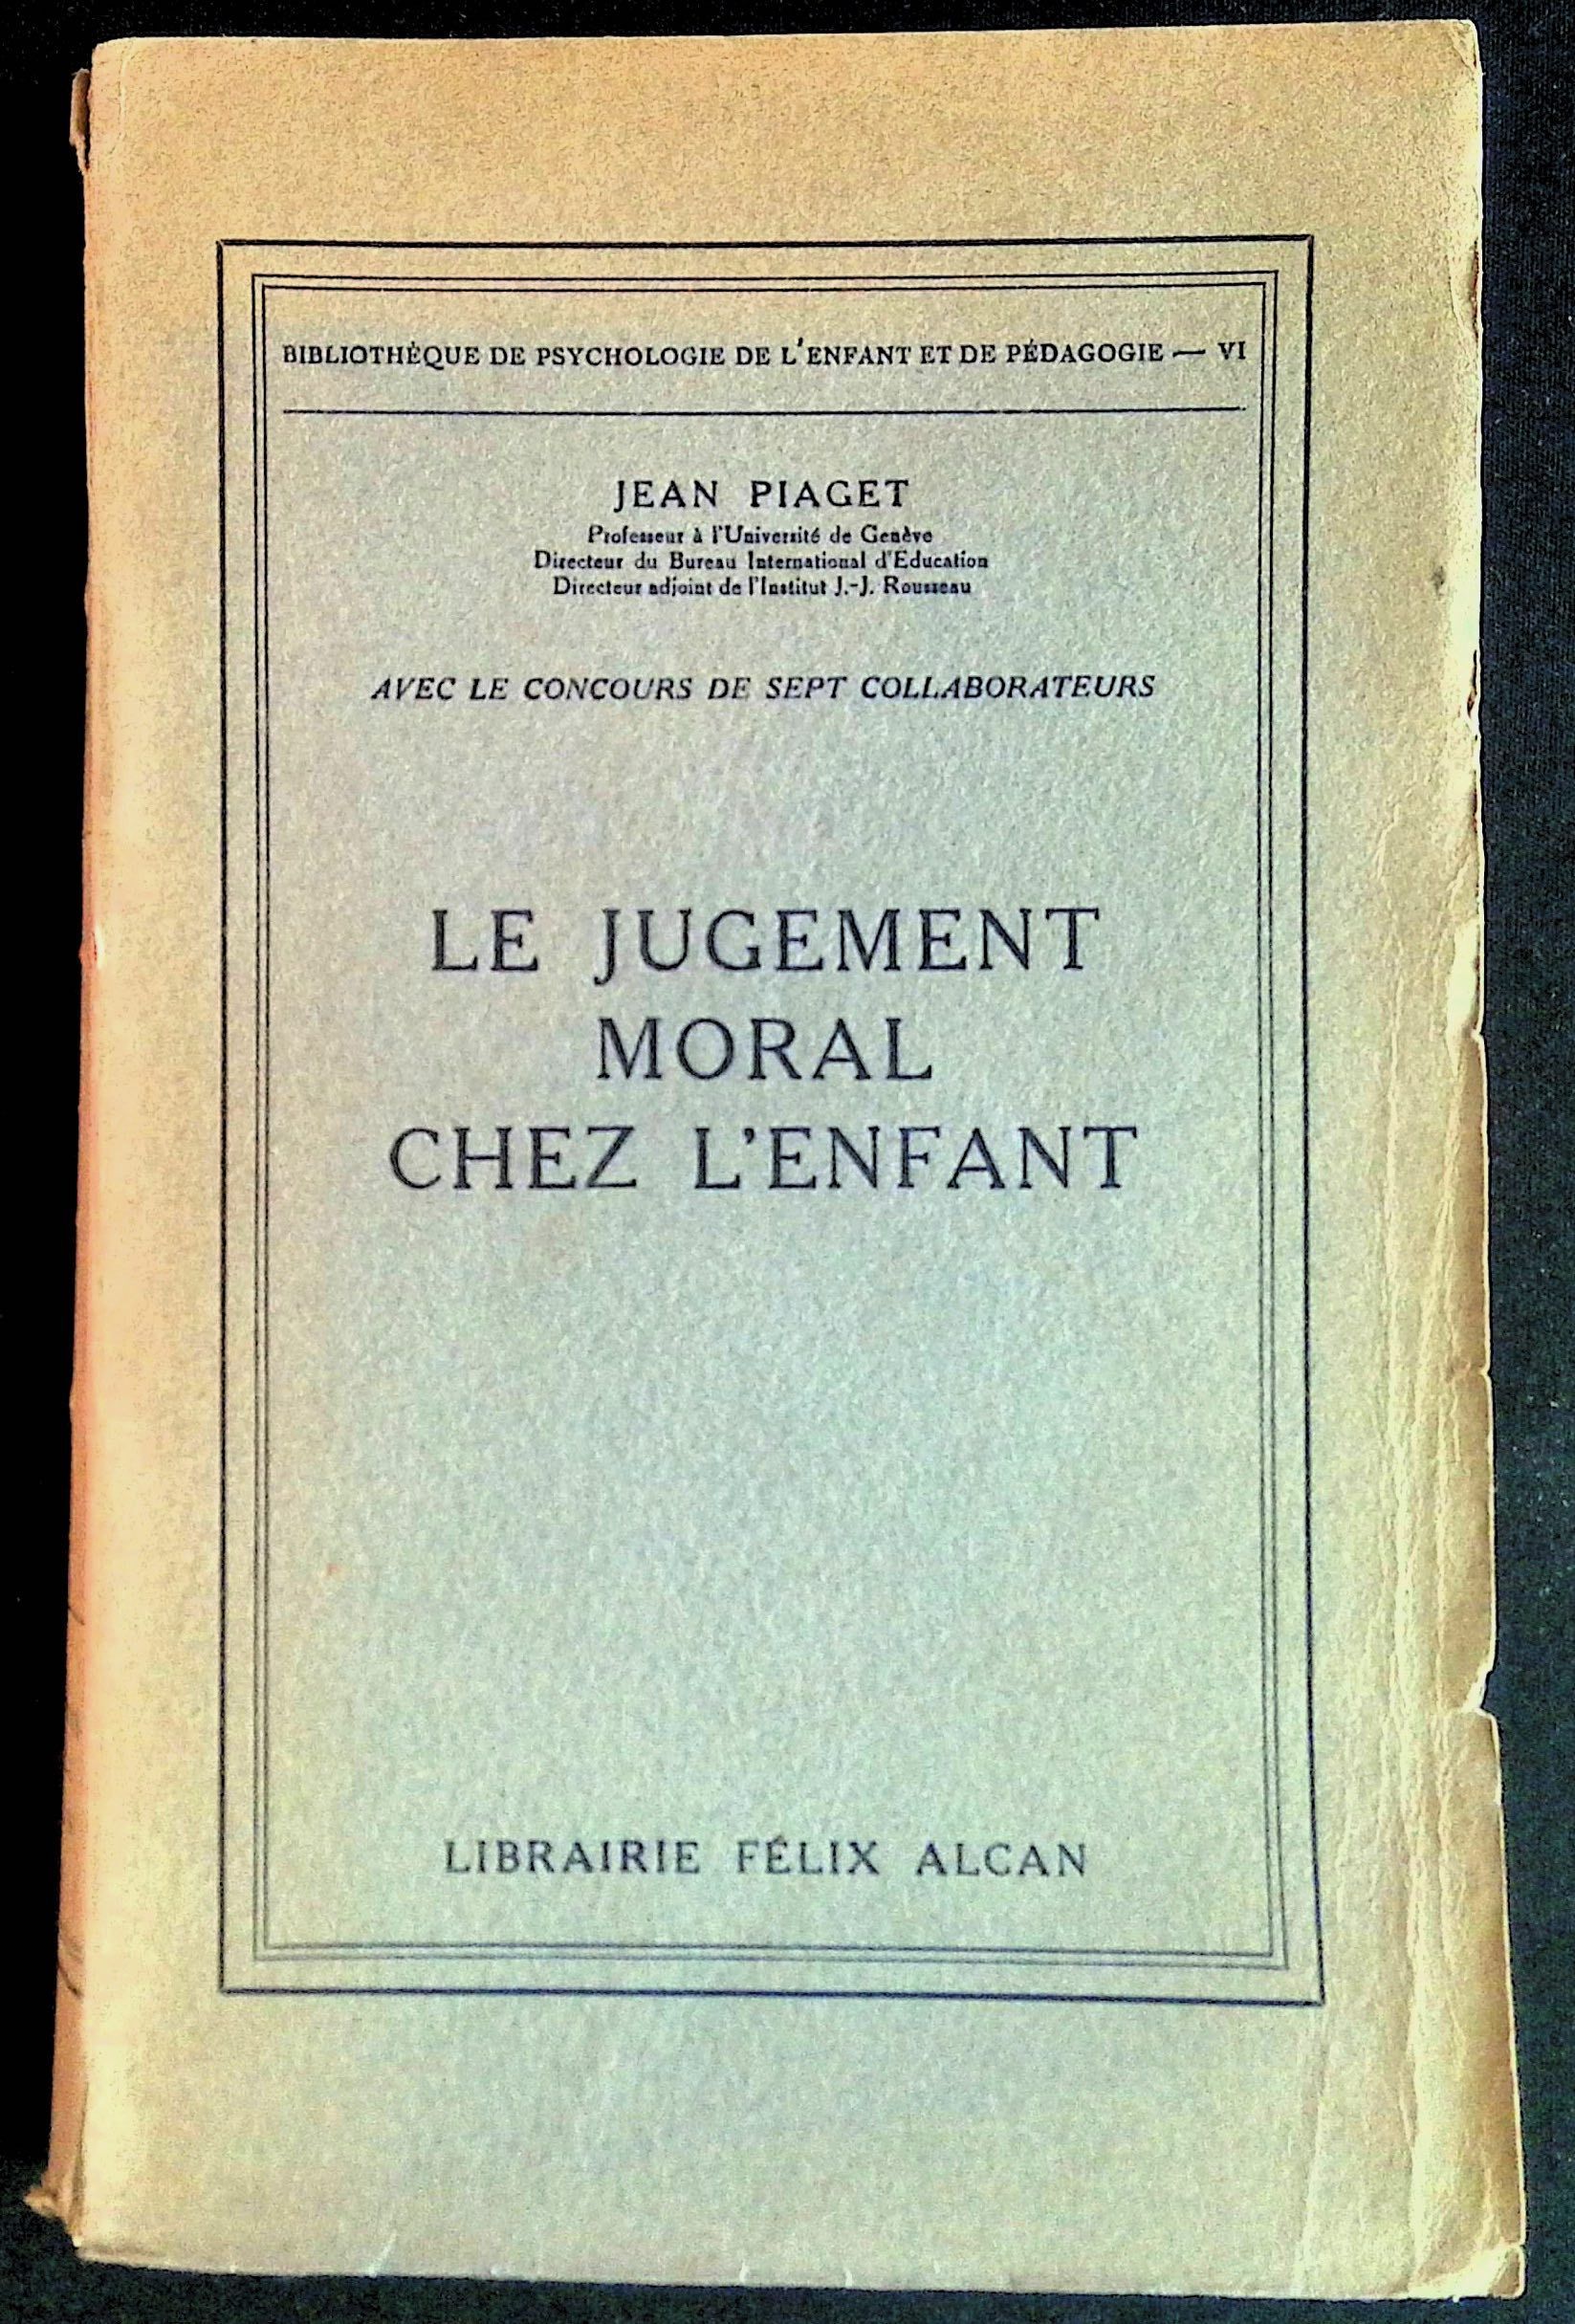 BIBLIOTHÈQUE DE PSYCHOLOGIE DE L'ENFANT ET DE PÉDAGOGIE — VI
JEAN PIAGET
Professeur à l'Université de Genève
Directeur du Bureau International d'Education
Directeur adjoint de l'Institut J.-J. Rousseau
AVEC LE CONCOURS DE SEPT COLLABORATEURS
LE JUGEMENT
MORAL
CHEZ L'ENFANT
LIBRAIRIE FÉLIX ALCAN